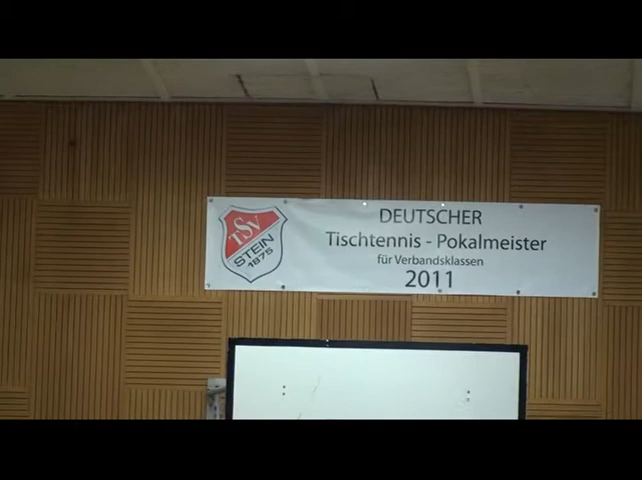 TSV
STEIN
1875
DEUTSCHER
Tischtennis - Pokalmeister
für Verbandsklassen
2011